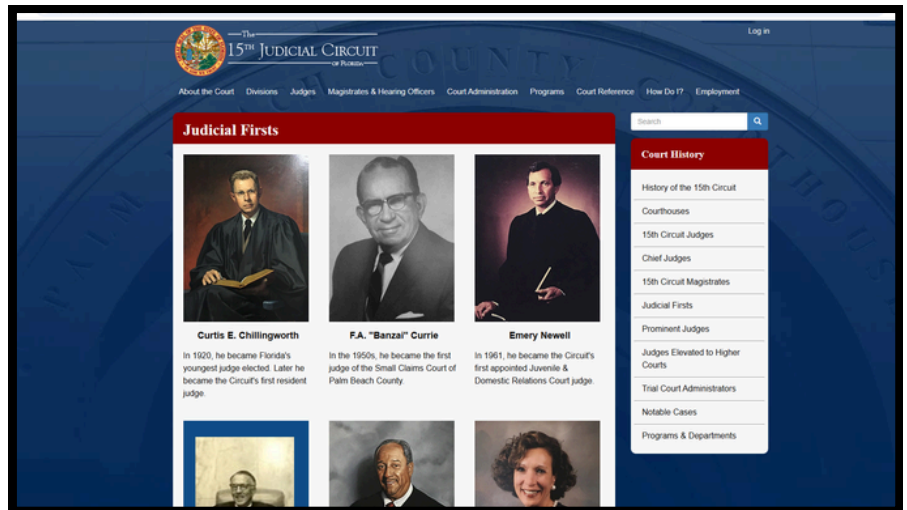 The
15TH JUDICIAL CIRCUIT
OF FLORIDA
Log in
About the Court Divisions Judges Magistrates & Hearing Officers Court Administration Programs Court Reference How Do I? Employment
Judicial Firsts
Curtis E. Chillingworth
In 1920, he became Florida's
youngest judge elected. Later he
became the Circuit's first resident
judge.
F.A. "Banzai" Currie
In the 1950s, he became the first
judge of the Small Claims Court of
Palm Beach County.
Emery Newell
In 1961, he became the Circuit's
first appointed Juvenile &
Domestic Relations Court judge.
Search
Court History
History of the 15th Circuit
Courthouses
15th Circuit Judges
Chief Judges
15th Circuit Magistrates
Judicial Firsts
Prominent Judges
Judges Elevated to Higher
Courts
Trial Court Administrators
Notable Cases
Programs & Departments